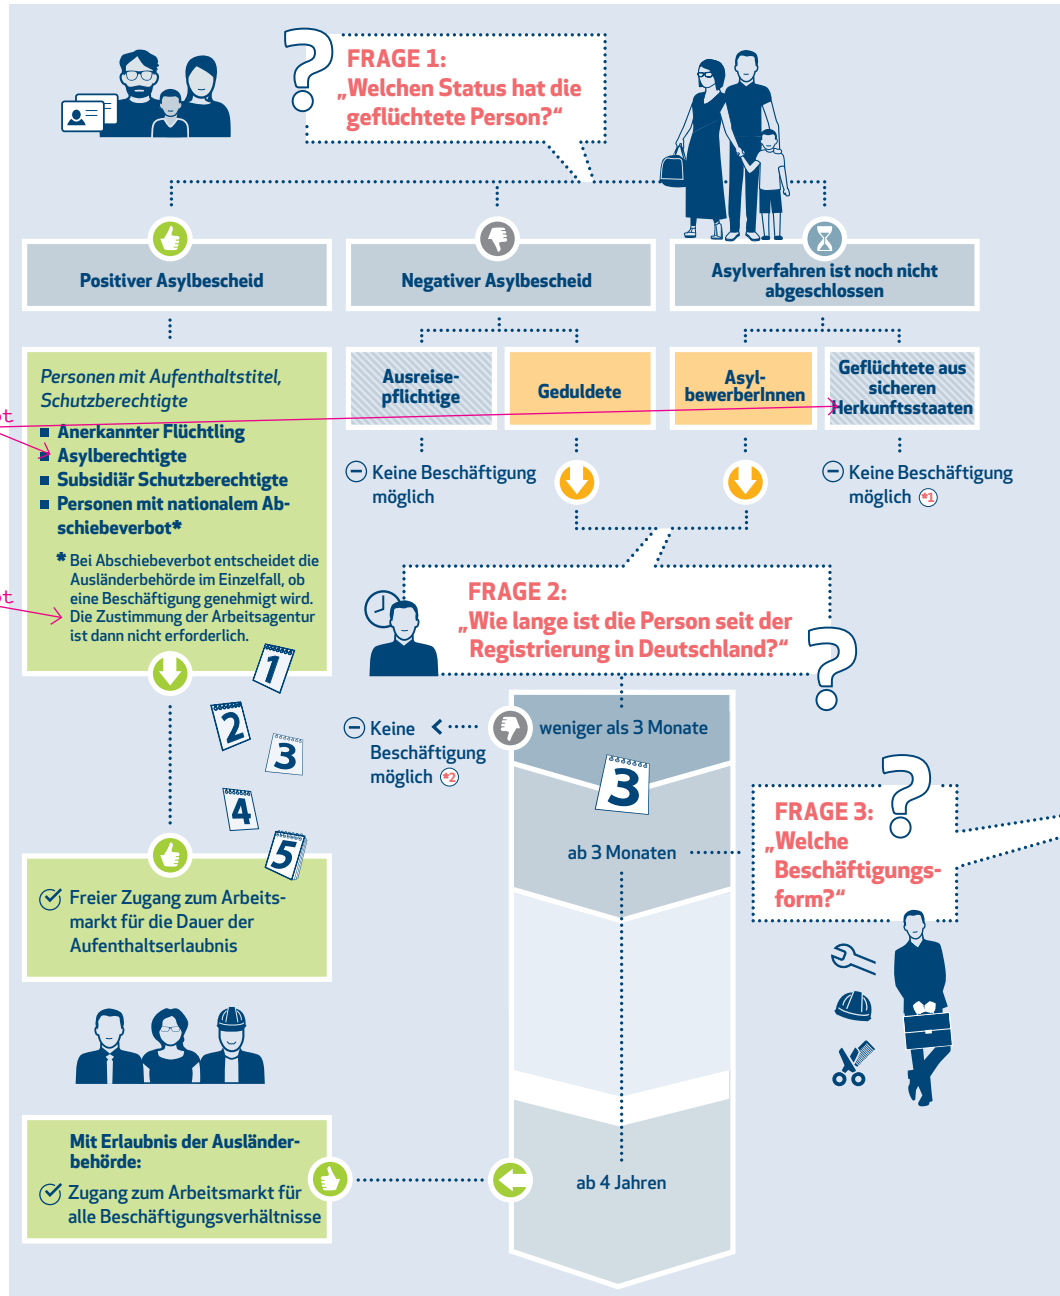 FRAGE 1:
„Welchen Status hat die
geflüchtete Person?“
Positiver Asylbescheid
Negativer Asylbescheid
Asylverfahren ist noch nicht
abgeschlossen
Personen mit Aufenthaltstitel,
Schutzberechtigte
Anerkannter Flüchtling
Asylberechtigte
Subsidiär Schutzberechtigte
Personen mit nationalem Ab-
schiebeverbot*
* Bei Abschiebeverbot entscheidet die
Ausländerbehörde im Einzelfall, ob
eine Beschäftigung genehmigt wird.
Die Zustimmung der Arbeitsagentur
ist dann nicht erforderlich.
Ausreise-
pflichtige
Geduldete
Asyl-
bewerberInnen
Geflüchtete aus
sicheren
Herkunftsstaaten
Keine Beschäftigung
möglich
Keine Beschäftigung
möglich *1
FRAGE 2:
„Wie lange ist die Person seit der
Registrierung in Deutschland?“
1
2
3
4
5
Keine
Beschäftigung
möglich *2
weniger als 3 Monate
3
ab 3 Monaten
FRAGE 3:
„Welche
Beschäftigungs-
form?“
Freier Zugang zum Arbeits-
markt für die Dauer der
Aufenthaltserlaubnis
Mit Erlaubnis der Ausländer-
behörde:
Zugang zum Arbeitsmarkt für
alle Beschäftigungsverhältnisse
ab 4 Jahren